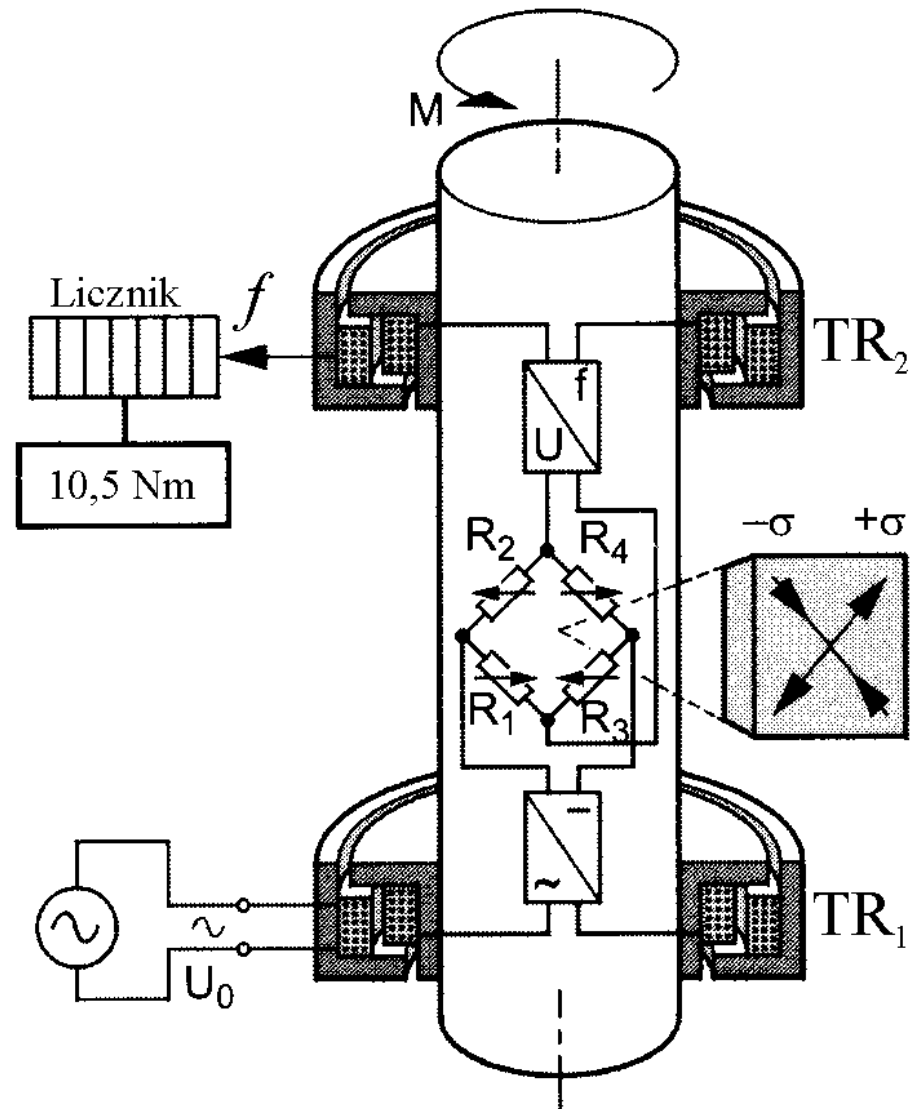 M
Licznik
f
TR₂
f
U
10,5 Nm
−σ +σ
R₂ R₄
R₁ R₃
−
~
~
U₀
TR₁